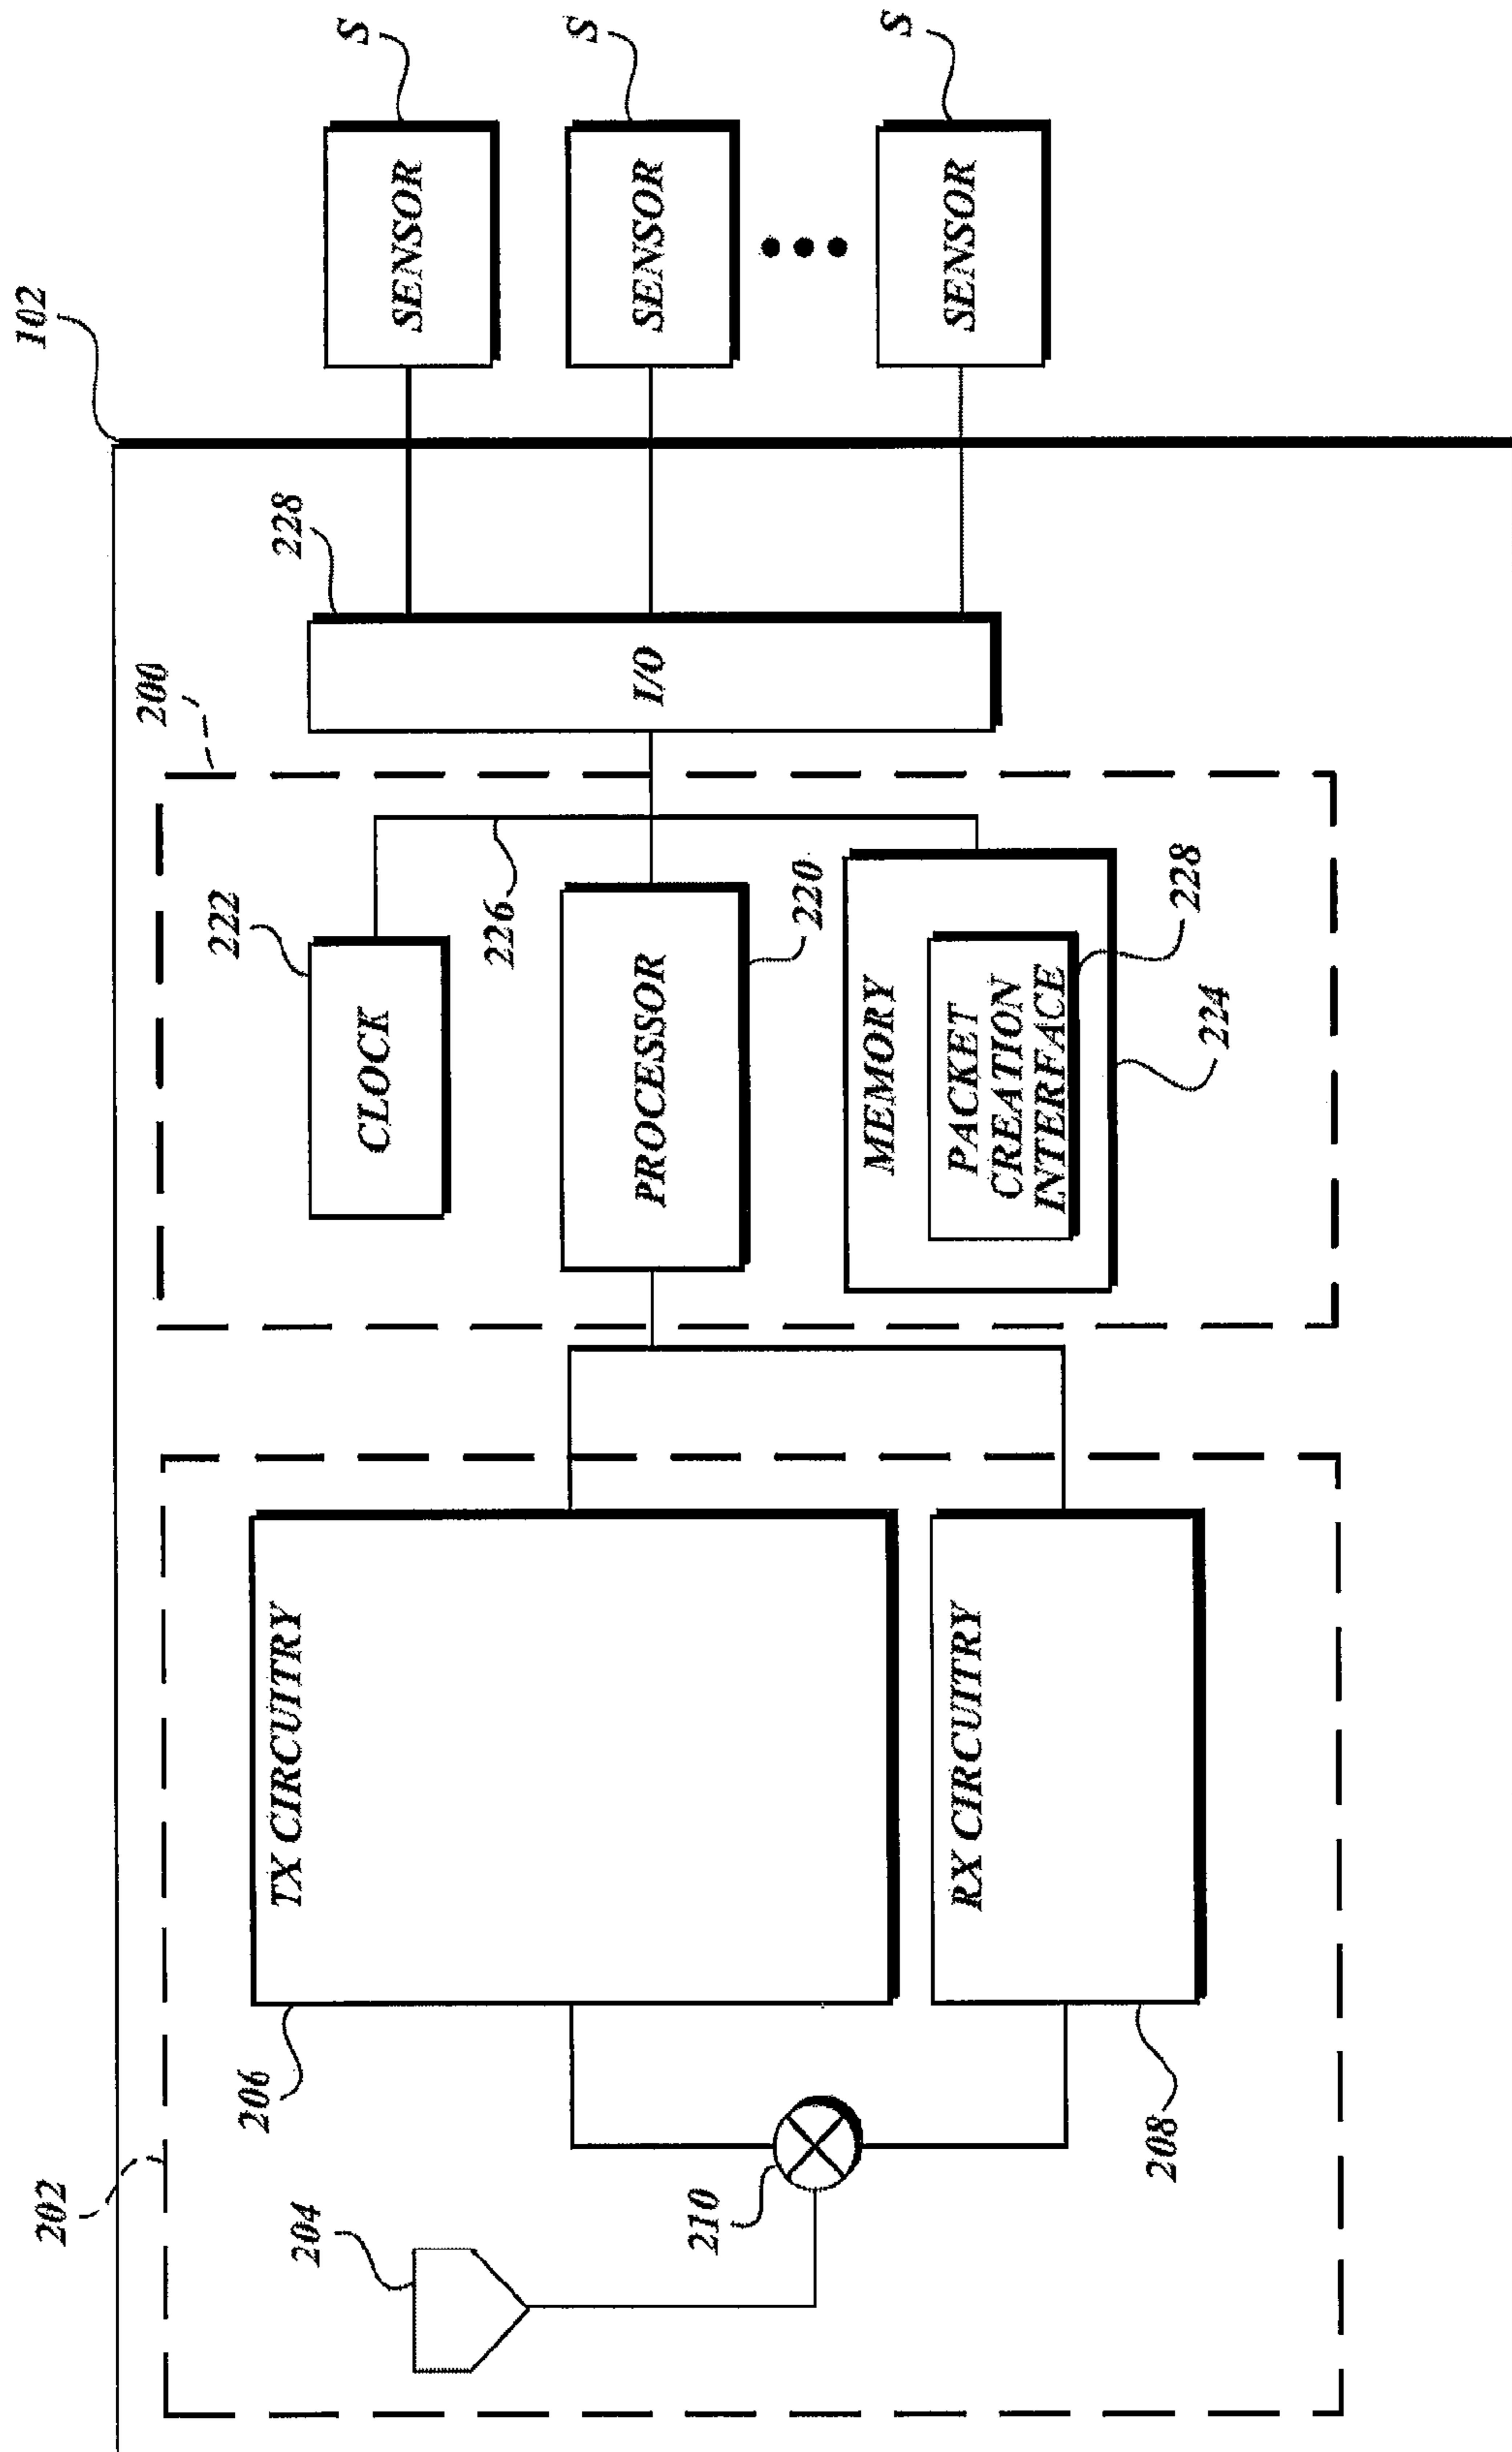 102
202
200
204
210
206
TX CIRCUITRY
RX CIRCUITRY
208
222
CLOCK
226
PROCESSOR
220
MEMORY
PACKET
CREATION
INTERFACE
228
224
228
I/O
SENSOR
S
SENSOR
S
SENSOR
S